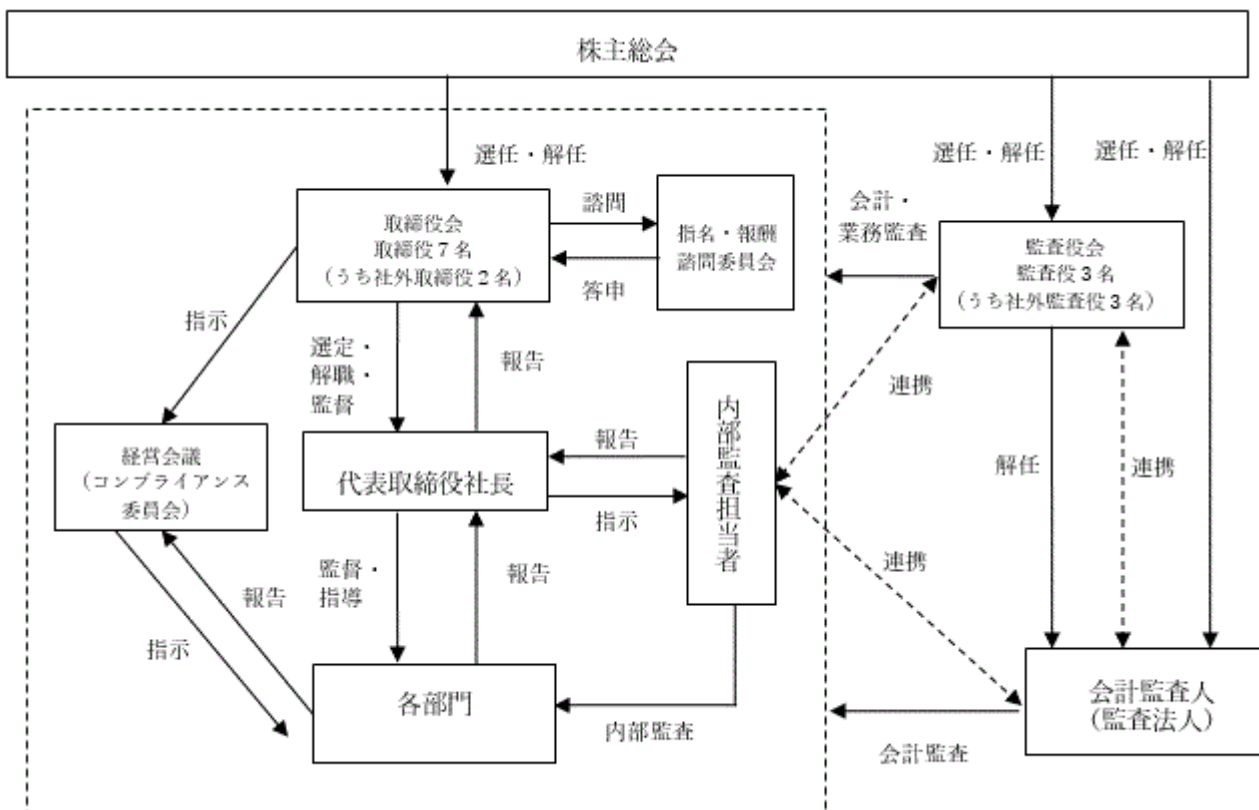 株主総会
選任・解任
選任・解任
選任・解任
取締役会
取締役7名
（うち社外取締役2名）
諮問
答申
指名・報酬
諮問委員会
会計・
業務監査
監査役会
監査役3名
（うち社外監査役3名）
指示
選定・
解職・
監督
報告
連携
経営会議
（コンプライアンス
委員会）
代表取締役社長
報告
指示
内部監査担当者
解任
連携
報告
指示
監督・
指導
報告
連携
各部門
内部監査
会計監査
会計監査人
（監査法人）